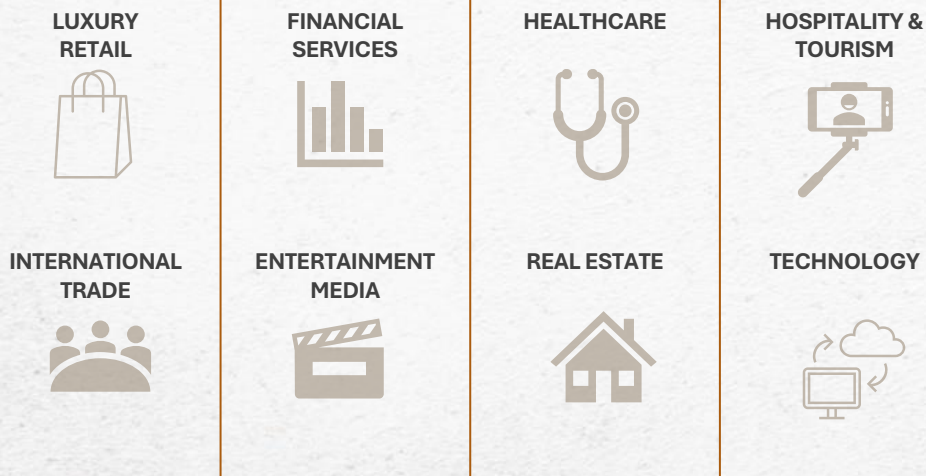 LUXURY
RETAIL
FINANCIAL
SERVICES
HEALTHCARE
HOSPITALITY &
TOURISM
INTERNATIONAL
TRADE
ENTERTAINMENT
MEDIA
REAL ESTATE
TECHNOLOGY